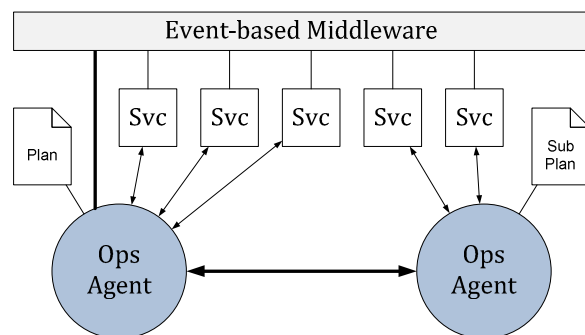 Event-based Middleware
Svc
Svc
Svc
Svc
Svc
Plan
Sub
Plan
Ops
Agent
Ops
Agent